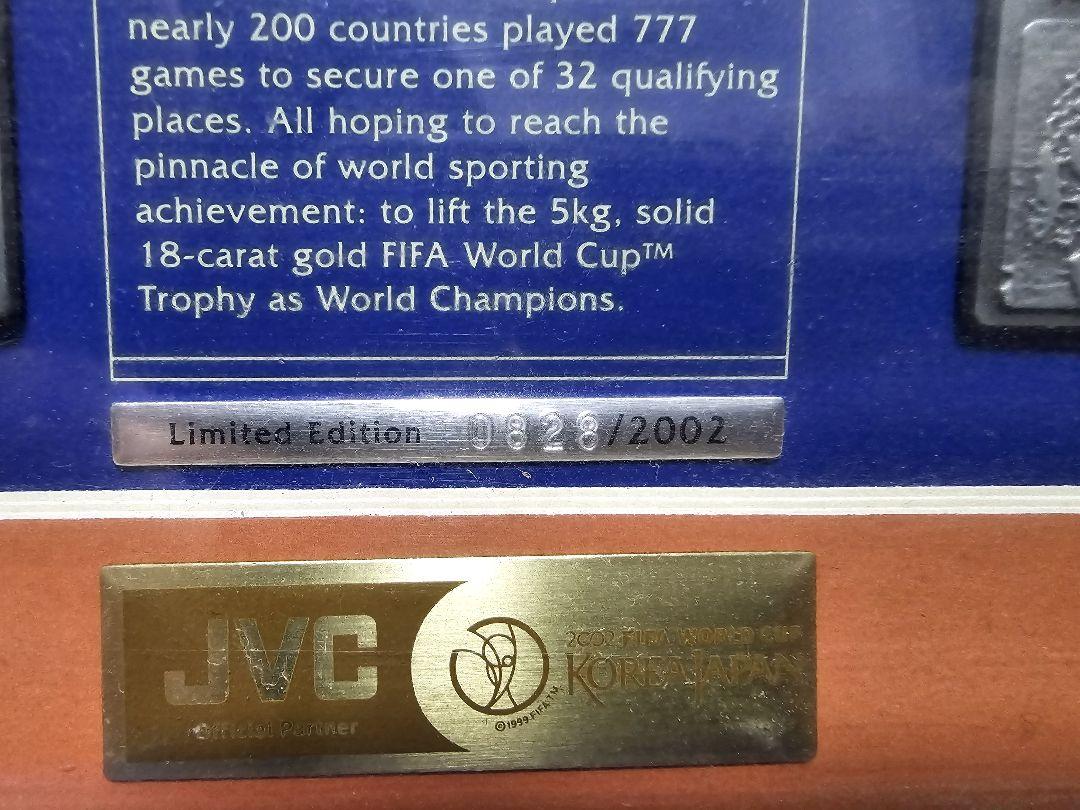 nearly 200 countries played 777
games to secure one of 32 qualifying
places. All hoping to reach the
pinnacle of world sporting
achievement: to lift the 5kg, solid
18-carat gold FIFA World Cup™
Trophy as World Champions.
Limited Edition 0828/2002
JVC
Official Partner
2002 FIFA WORLD CUP
KOREA JAPAN
©1999 FIFA TM